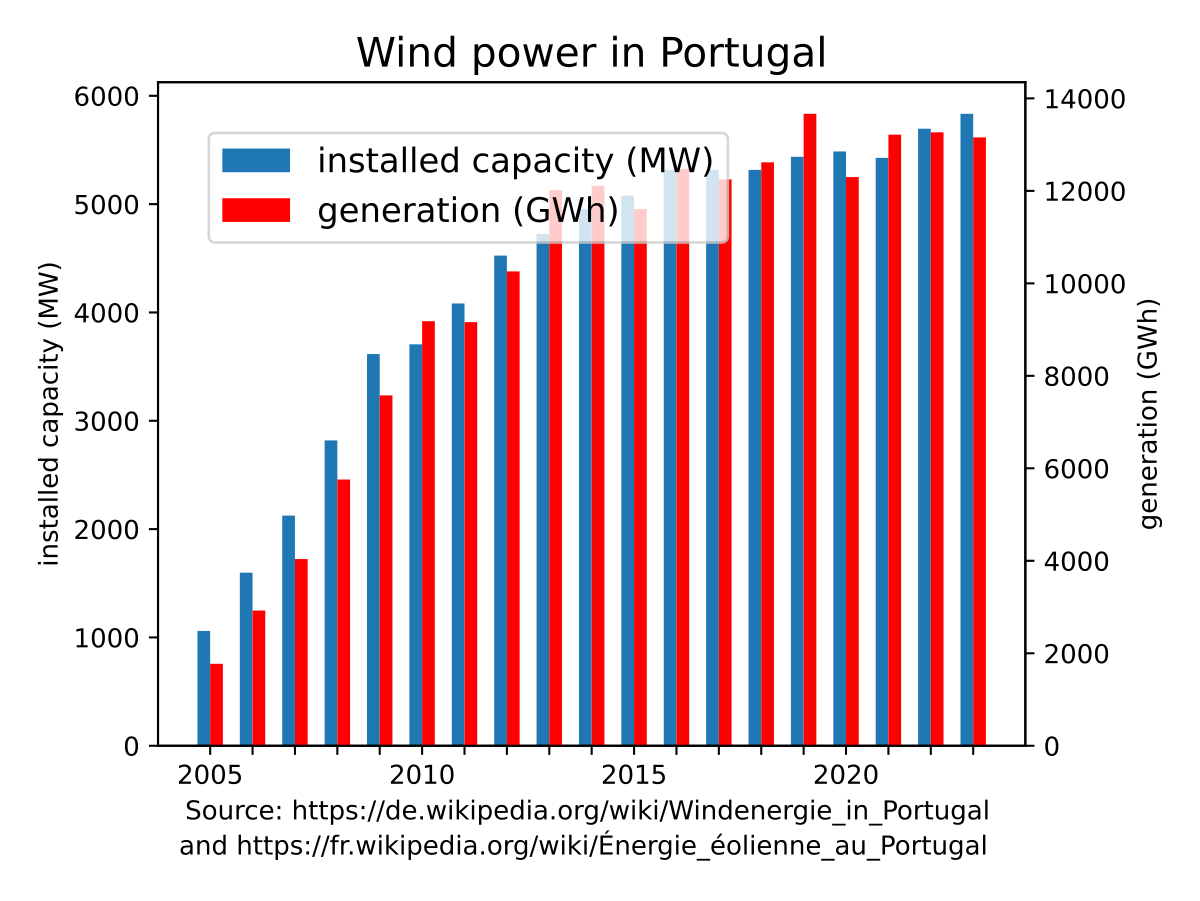 Wind power in Portugal
installed capacity (MW)
generation (GWh)
6000
5000
4000
3000
2000
1000
0
installed capacity (MW)
14000
12000
10000
8000
6000
4000
2000
0
generation (GWh)
2005 2010 2015 2020
Source: https://de.wikipedia.org/wiki/Windenergie_in_Portugal
and https://fr.wikipedia.org/wiki/Énergie_éolienne_au_Portugal